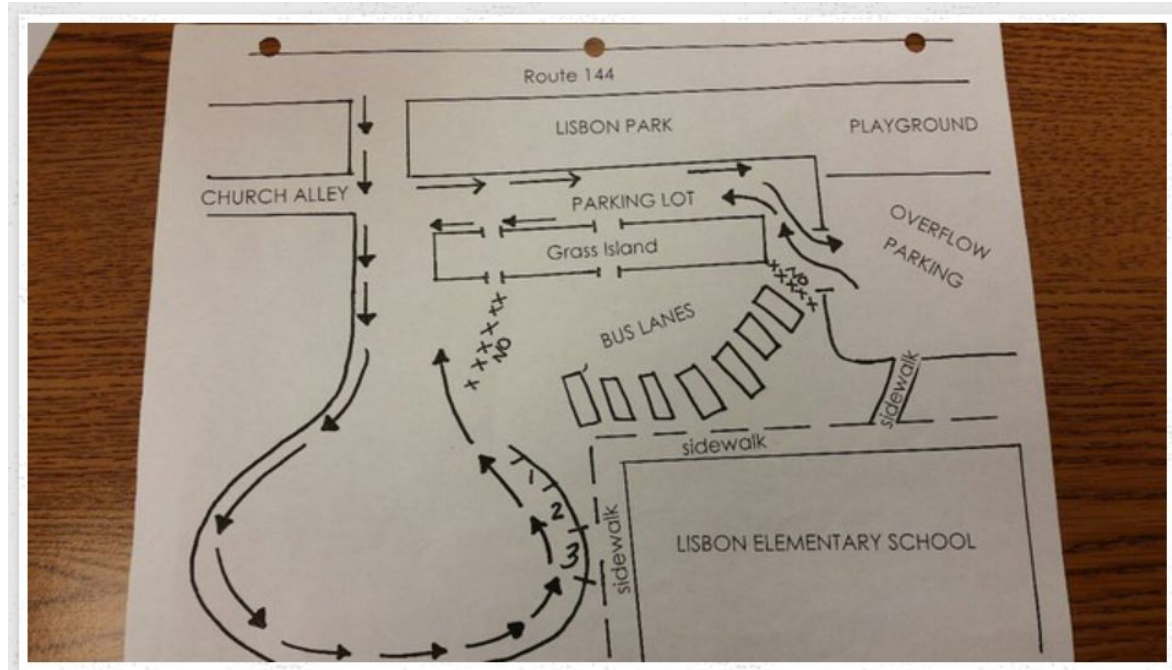 Route 144
LISBON PARK
PLAYGROUND
CHURCH ALLEY
PARKING LOT
OVERFLOW
PARKING
Grass Island
NO
NO
BUS LANES
sidewalk
sidewalk
1
2
3
sidewalk
LISBON ELEMENTARY SCHOOL